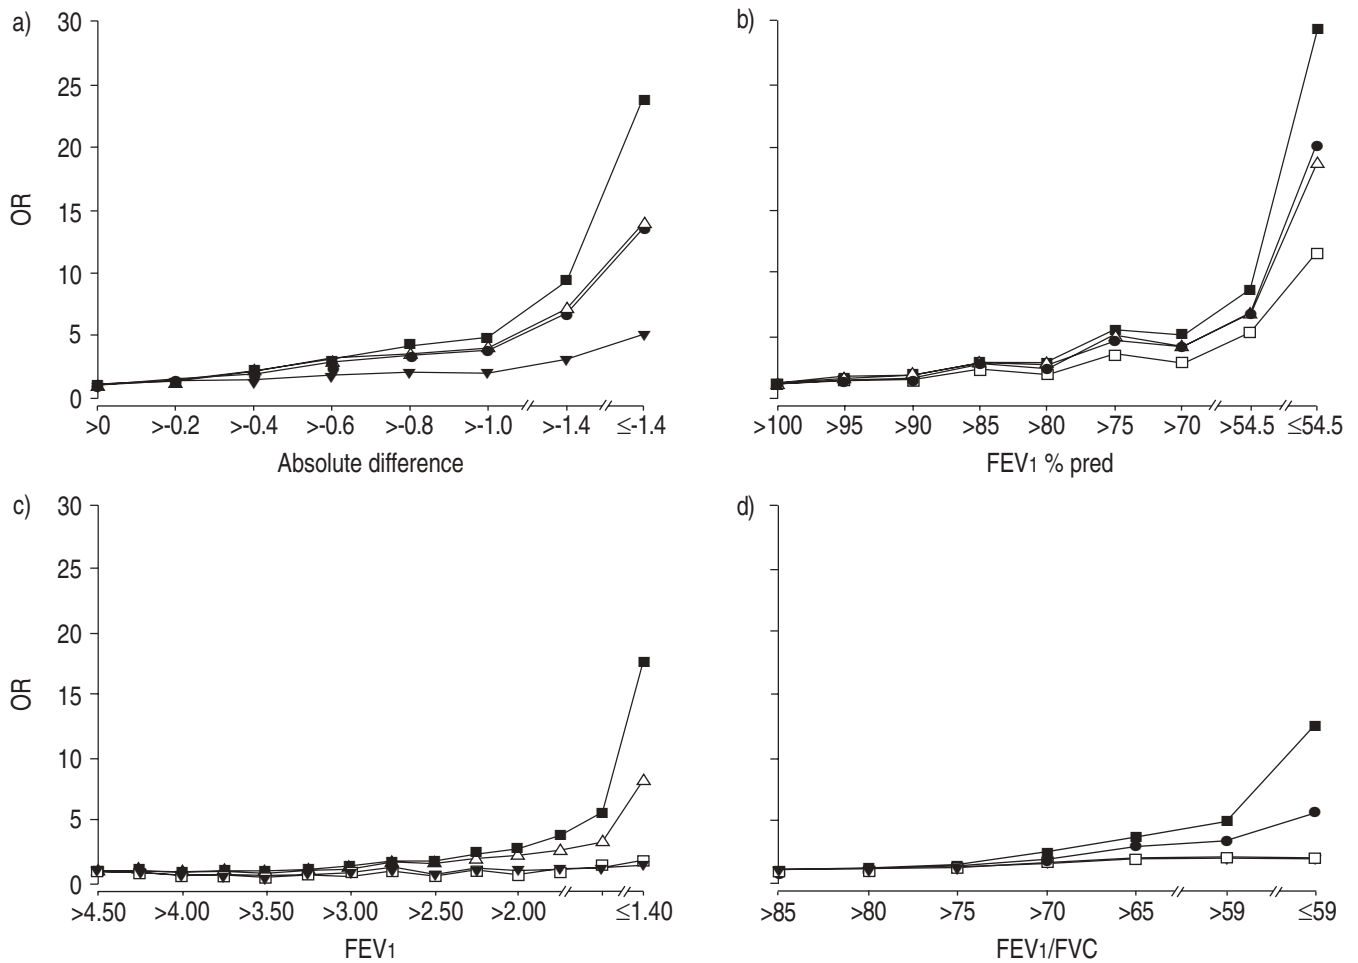 a)
30
25
20
15
10
5
0
OR
>0 >-0.2 >-0.4 >-0.6 >-0.8 >-1.0 >-1.4 ≤-1.4
Absolute difference
b)
>100 >95 >90 >85 >80 >75 >70 >54.5 ≤54.5
FEV1 % pred
c)
30
25
20
15
10
5
0
OR
>4.50 >4.00 >3.50 >3.00 >2.50 >2.00 ≤1.40
FEV1
d)
>85 >80 >75 >70 >65 >59 ≤59
FEV1/FVC